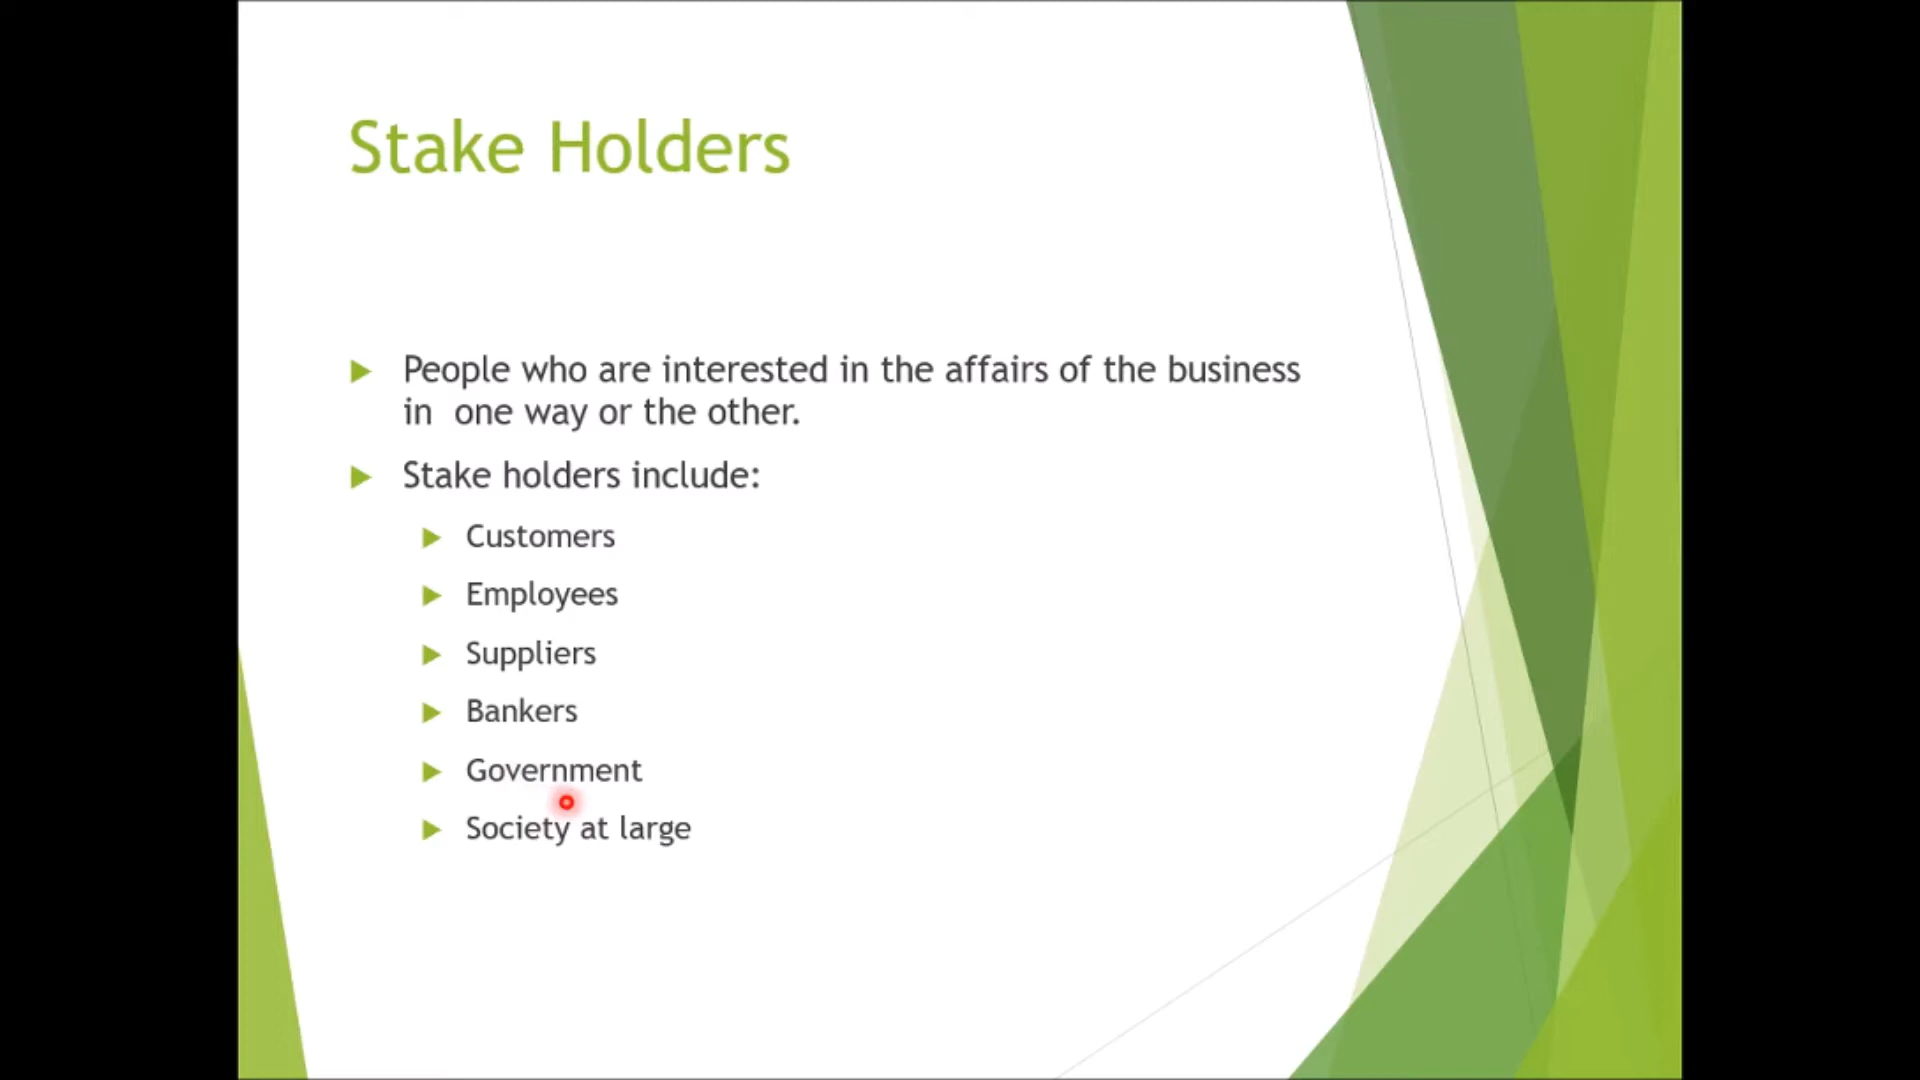 Stake Holders
People who are interested in the affairs of the business
in  one way or the other.
Stake holders include:
Customers
Employees
Suppliers
Bankers
Government
Society at large